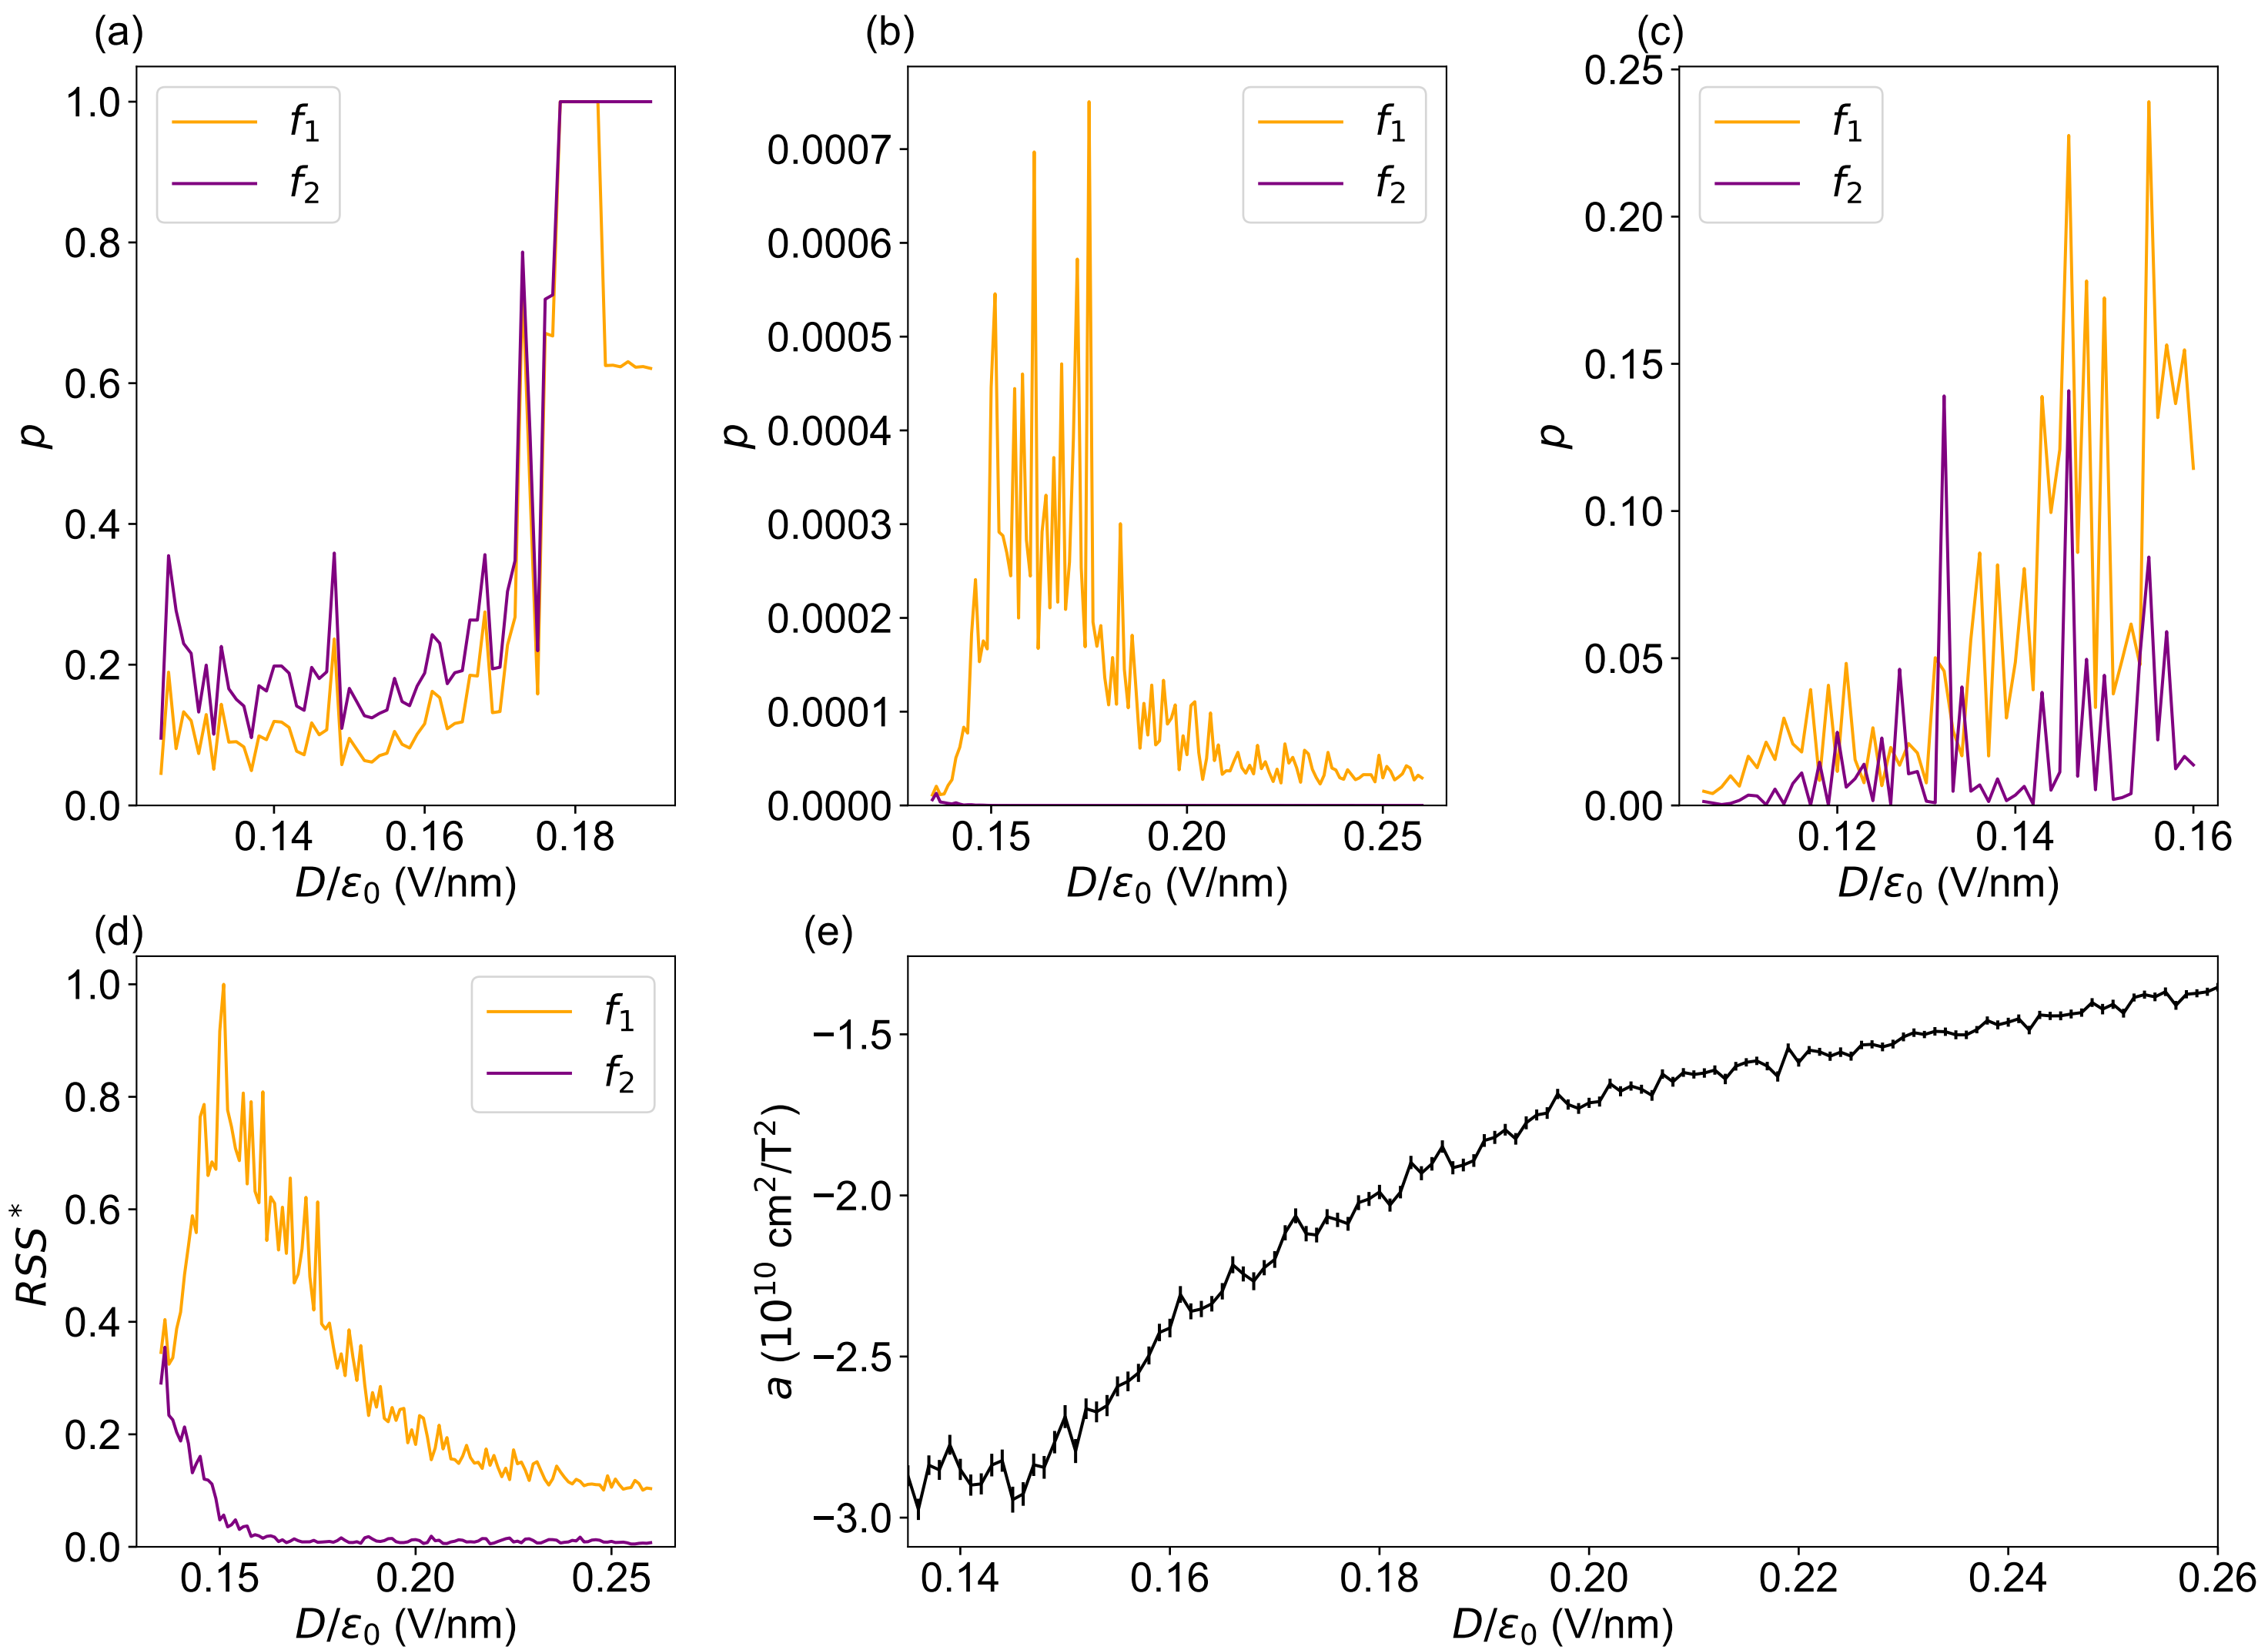 (a)
1.0
0.8
0.6
0.4
0.2
0.0
p
f₁
f₂
0.14 0.16 0.18
D/ε₀ (V/nm)
(b)
0.0007
0.0006
0.0005
0.0004
0.0003
0.0002
0.0001
0.0000
p
f₁
f₂
0.15 0.20 0.25
D/ε₀ (V/nm)
(c)
0.25
0.20
0.15
0.10
0.05
0.00
p
f₁
f₂
0.12 0.14 0.16
D/ε₀ (V/nm)
(d)
1.0
0.8
0.6
0.4
0.2
0.0
RSS*
f₁
f₂
0.15 0.20 0.25
D/ε₀ (V/nm)
(e)
−1.5
−2.0
−2.5
−3.0
a (10¹⁰ cm²/T²)
0.14 0.16 0.18 0.20 0.22 0.24 0.26
D/ε₀ (V/nm)